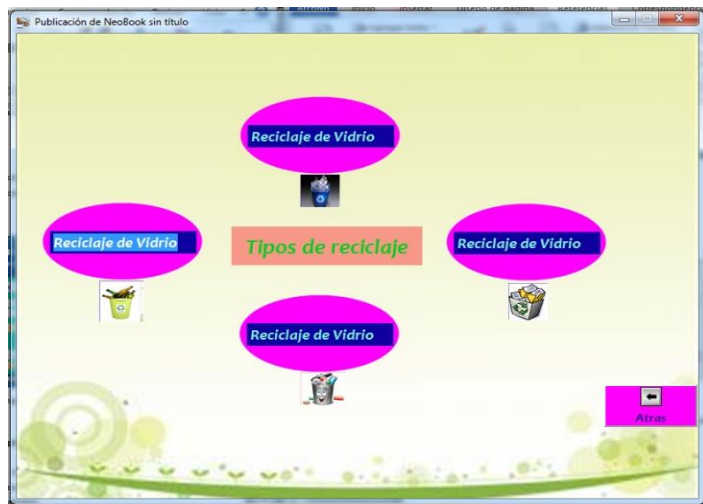 Publicación de NeoBook sin título
Reciclaje de Vidrio
Reciclaje de Vidrio
Tipos de reciclaje
Reciclaje de Vidrio
Reciclaje de Vidrio
Atras